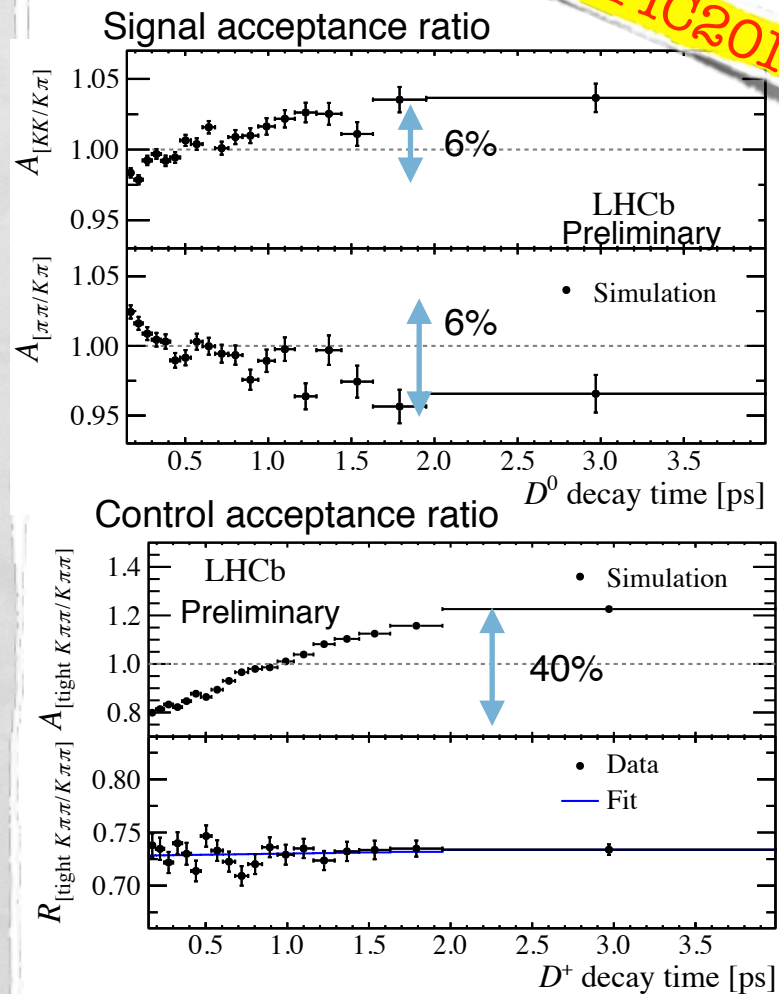 Signal acceptance ratio
1.05
1.00
0.95
A[KK/Kπ]
6%
LHCb
Preliminary
1.05
1.00
0.95
A[ππ/Kπ]
6%
Simulation
0.5 1.0 1.5 2.0 2.5 3.0 3.5
D⁰ decay time [ps]
Control acceptance ratio
1.4
1.2
1.0
0.8
A[tight Kππ/Kππ]
LHCb
Preliminary
Simulation
40%
0.80
0.75
0.70
R[tight Kππ/Kππ]
Data
Fit
0.5 1.0 1.5 2.0 2.5 3.0 3.5
D⁺ decay time [ps]